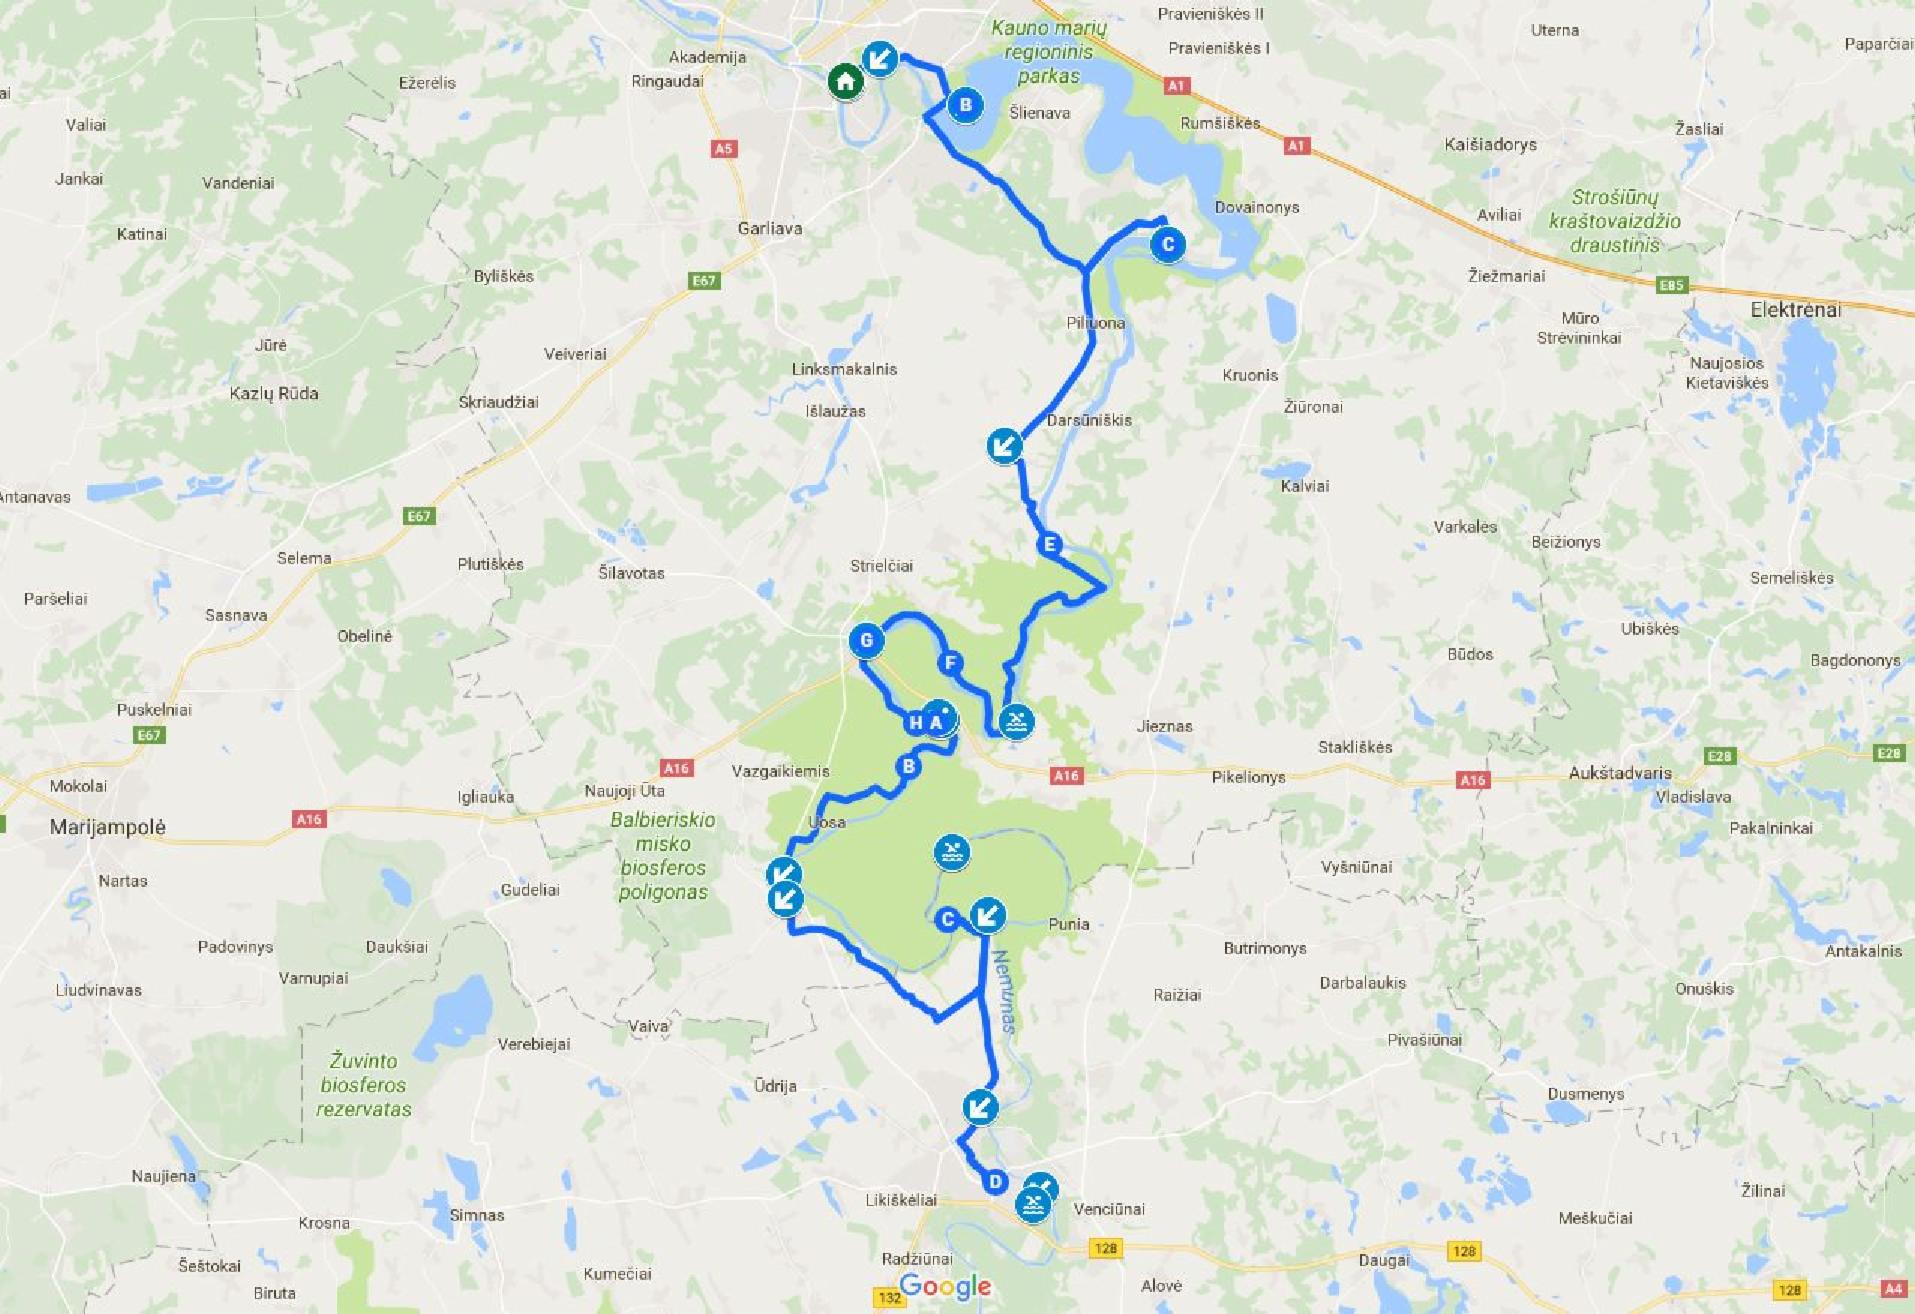 Pravieniškės II
Kauno marių
regioninis
parkas
Uterna
Pravieniškės I
Paparčiai
Akademija
Ežerėlis
Ringaudai
A1
B
Šlienava
Rumšiškės
Žasliai
Valiai
A5
A1
Kaišiadorys
Jankai
Vandeniai
Strošiūnų
kraštovaizdžio
draustinis
Dovainonys
Aviliai
Garliava
Katinai
C
Byliškės
E67
Žiežmariai
E85
Elektrėnai
Piliuona
Mūro
Strėvininkai
Jūrė
Veiveriai
Linksmakalnis
Naujosios
Kietaviškės
Kruonis
Kazlų Rūda
Skriaudžiai
Išlaužas
Žiūronai
Darsūniškis
Antanavas
Kalviai
E67
Varkalės
Beižionys
E
Selema
Plutiškės
Šilavotas
Strielčiai
Semeliškės
Paršeliai
Sasnava
Obelinė
Ubiškės
G
F
Būdos
Bagdononys
Puskelniai
H
A
Jieznas
E67
Stakliškės
E28
E28
Vazgaikiemis
B
A16
A16
Pikelionys
A16
Aukštadvaris
Mokolai
Igliauka
Naujoji Ūta
Vladislava
Marijampolė
A16
Balbieriskio
misko
biosferos
poligonas
Uosa
Pakalninkai
Vyšniūnai
Nartas
Gudeliai
C
Punia
Padovinys
Daukšiai
Butrimonys
Antakalnis
Varnupiai
Nemunas
Liudvinavas
Raižiai
Darbalaukis
Onuškis
Vaiva
Verebiejai
Pivašiūnai
Žuvinto
biosferos
rezervatas
Ūdrija
Dusmenys
Naujiena
D
Likiškėliai
Venciūnai
Žilinai
Krosna
Simnas
Meškučiai
128
128
Radžiūnai
Daugai
Šeštokai
Kumečiai
Google
Alovė
Biruta
132
128
A4